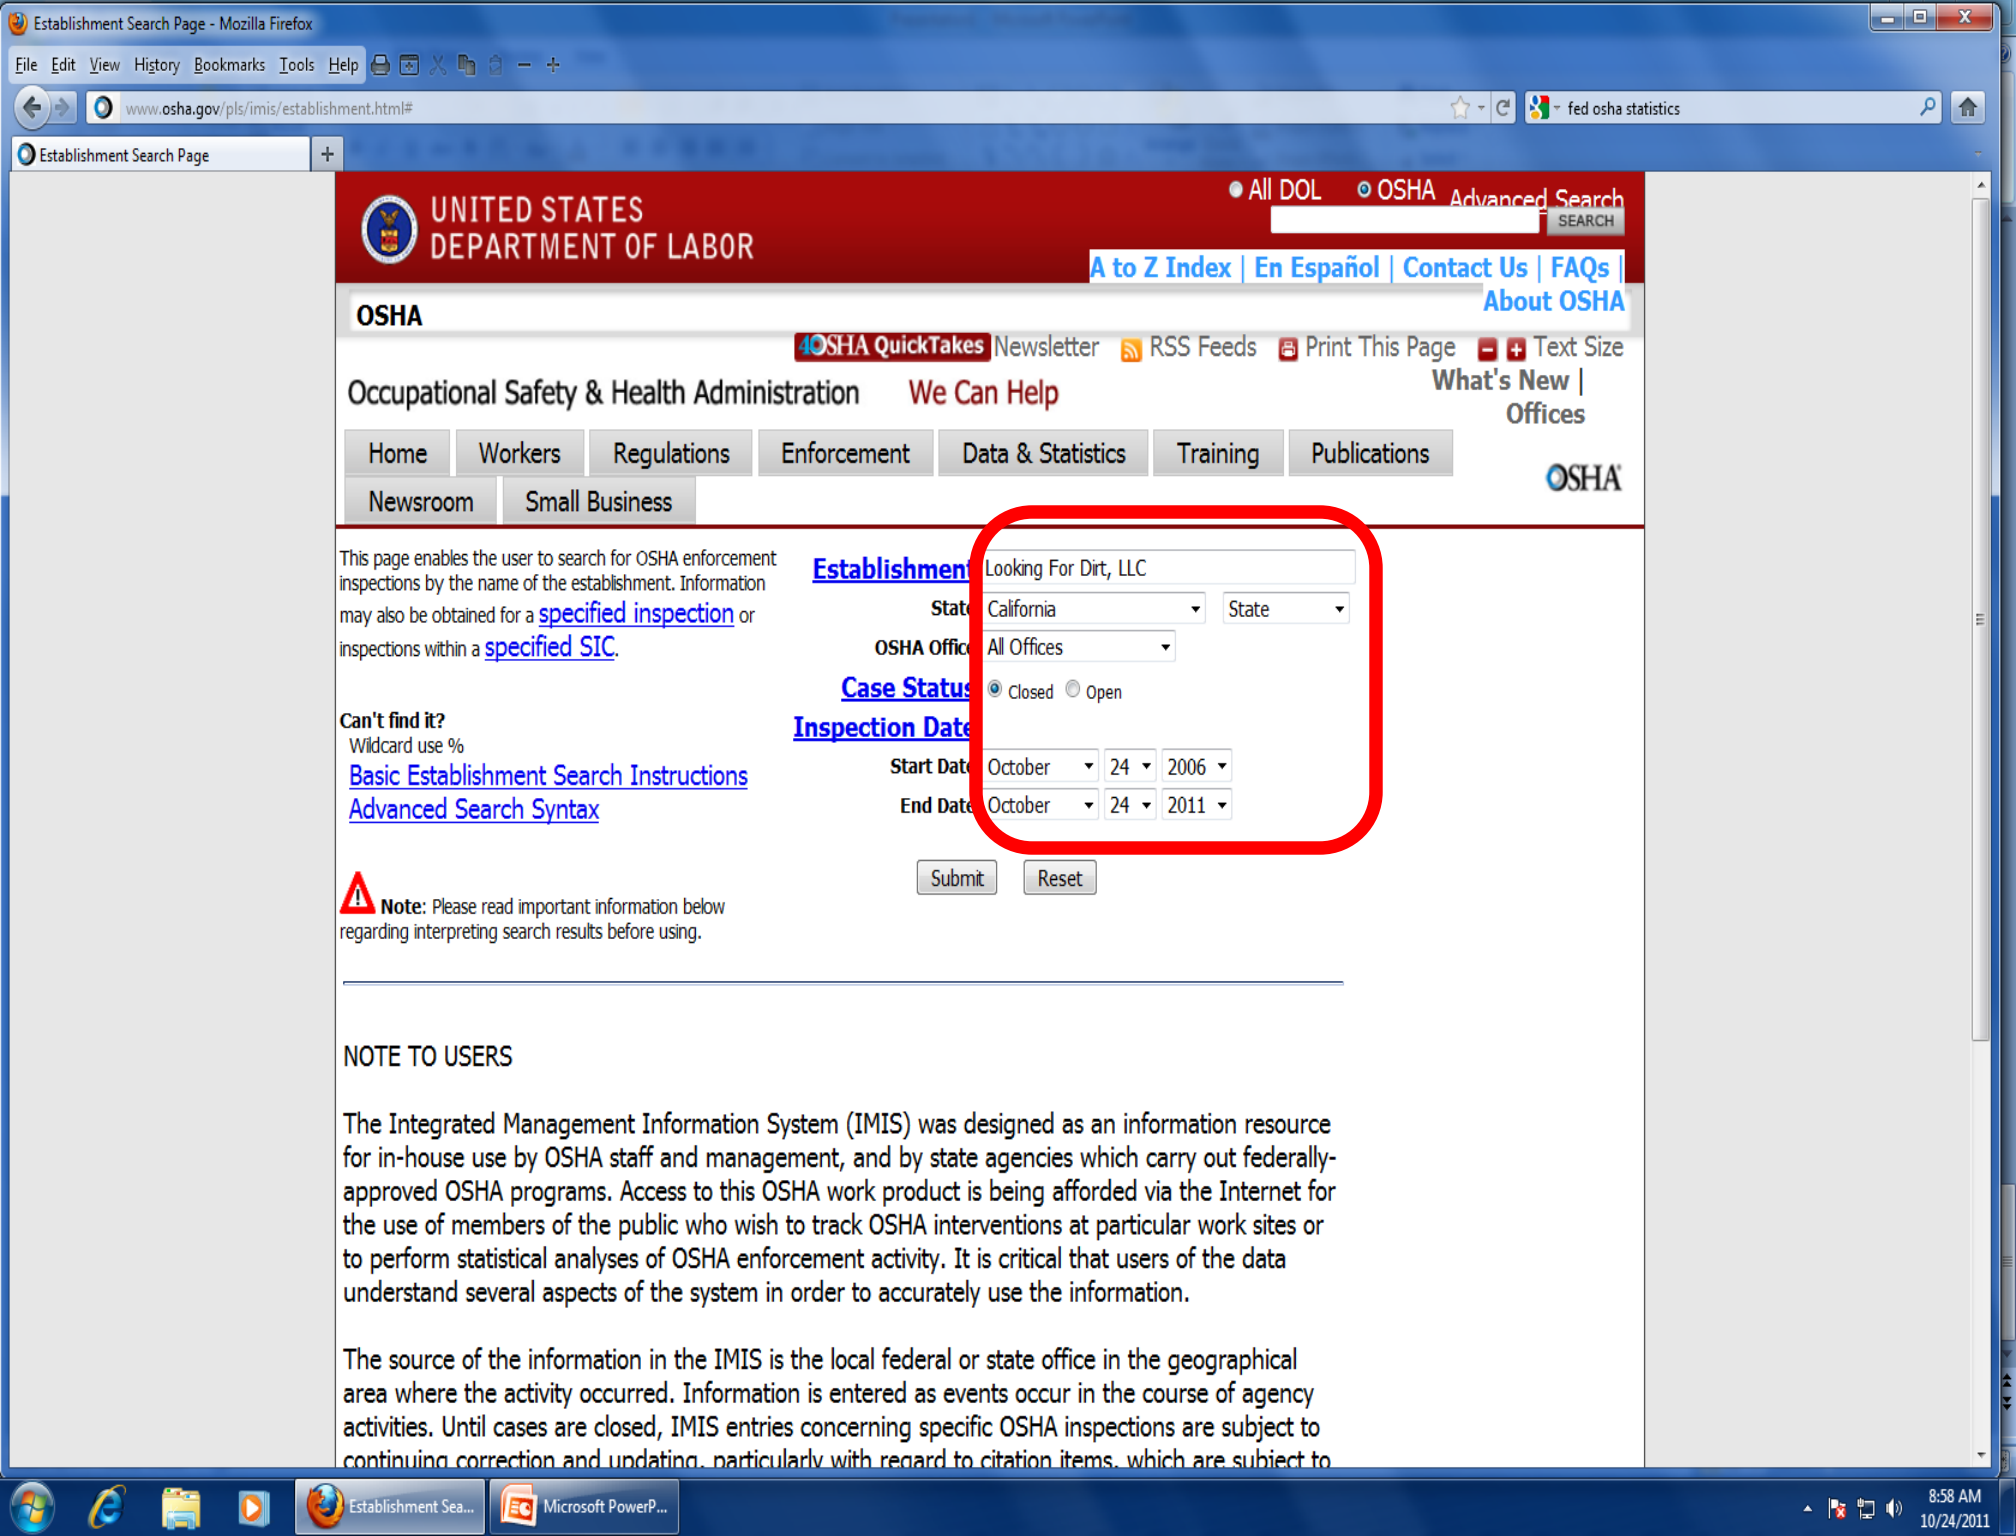 Establishment Search Page - Mozilla Firefox
File Edit View History Bookmarks Tools Help
www.osha.gov/pls/imis/establishment.html#
fed osha statistics
Establishment Search Page
UNITED STATES
DEPARTMENT OF LABOR
All DOL OSHA Advanced Search
SEARCH
A to Z Index | En Español | Contact Us | FAQs |
About OSHA
OSHA
OSHA QuickTakes Newsletter RSS Feeds Print This Page Text Size
Occupational Safety & Health Administration We Can Help
What's New |
Offices
Home Workers Regulations Enforcement Data & Statistics Training Publications
Newsroom Small Business
OSHA
This page enables the user to search for OSHA enforcement
inspections by the name of the establishment. Information
may also be obtained for a specified inspection or
inspections within a specified SIC.
Can't find it?
Wildcard use %
Basic Establishment Search Instructions
Advanced Search Syntax
Note: Please read important information below
regarding interpreting search results before using.
Establishment Looking For Dirt, LLC
State California State
OSHA Office All Offices
Case Status Closed Open
Inspection Date
Start Date October 24 2006
End Date October 24 2011
Submit Reset
NOTE TO USERS
The Integrated Management Information System (IMIS) was designed as an information resource
for in-house use by OSHA staff and management, and by state agencies which carry out federally-
approved OSHA programs. Access to this OSHA work product is being afforded via the Internet for
the use of members of the public who wish to track OSHA interventions at particular work sites or
to perform statistical analyses of OSHA enforcement activity. It is critical that users of the data
understand several aspects of the system in order to accurately use the information.
The source of the information in the IMIS is the local federal or state office in the geographical
area where the activity occurred. Information is entered as events occur in the course of agency
activities. Until cases are closed, IMIS entries concerning specific OSHA inspections are subject to
continuing correction and updating, particularly with regard to citation items, which are subject to
Establishment Sea...
Microsoft PowerP...
8:58 AM
10/24/2011